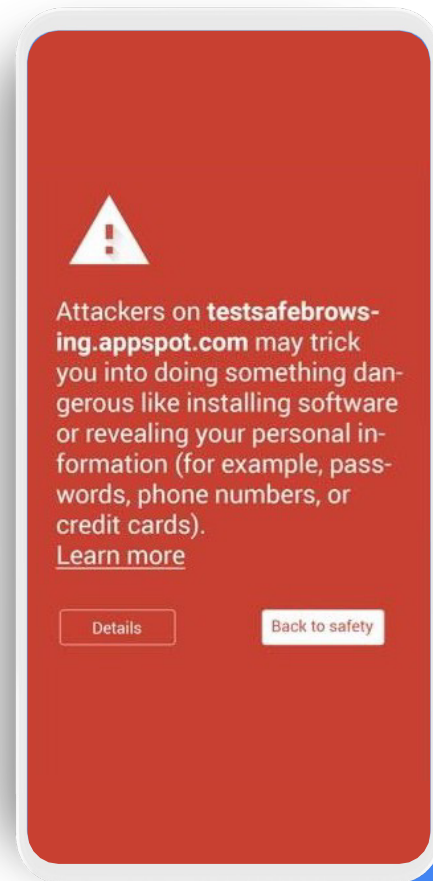 Attackers on testsafebrows-
ing.appspot.com may trick
you into doing something dan-
gerous like installing software
or revealing your personal in-
formation (for example, pass-
words, phone numbers, or
credit cards).
Learn more
Details
Back to safety